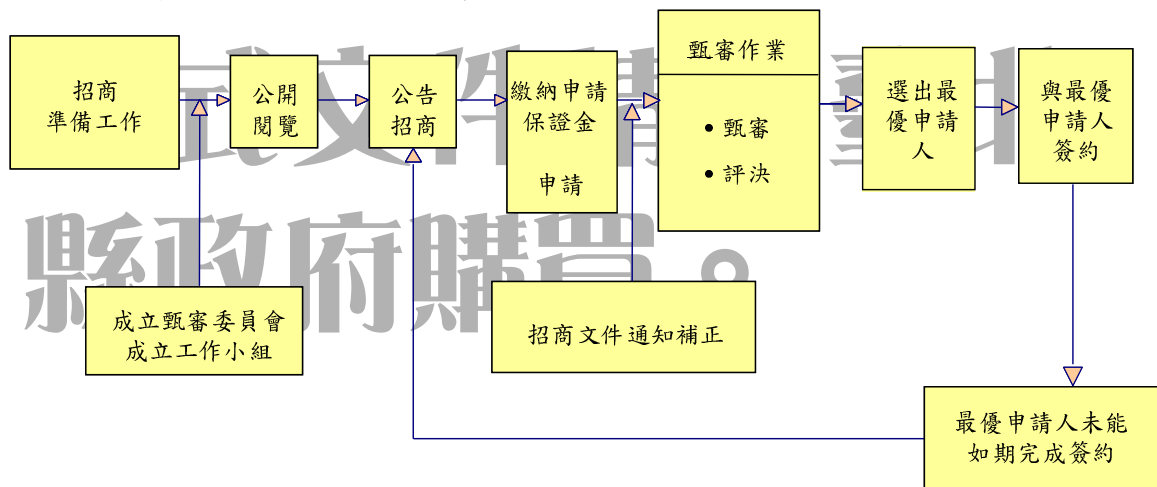 招商
準備工作
公開
閱覽
公告
招商
繳納申請
保證金
申請
甄審作業
• 甄審
• 評決
選出最
優申請
人
與最優
申請人
簽約
成立甄審委員會
成立工作小組
招商文件通知補正
最優申請人未能
如期完成簽約
式文件
縣政府購買。